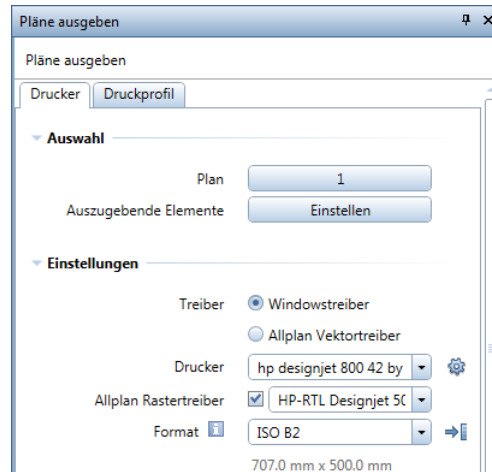 Pläne ausgeben
Pläne ausgeben
Drucker Druckprofil
Auswahl
Plan 1
Auszugebende Elemente Einstellen
Einstellungen
Treiber Windowstreiber
Allplan Vektortreiber
Drucker hp designjet 800 42 by
Allplan Rastertreiber HP-RTL Designjet 50
Format i ISO B2
707.0 mm x 500.0 mm